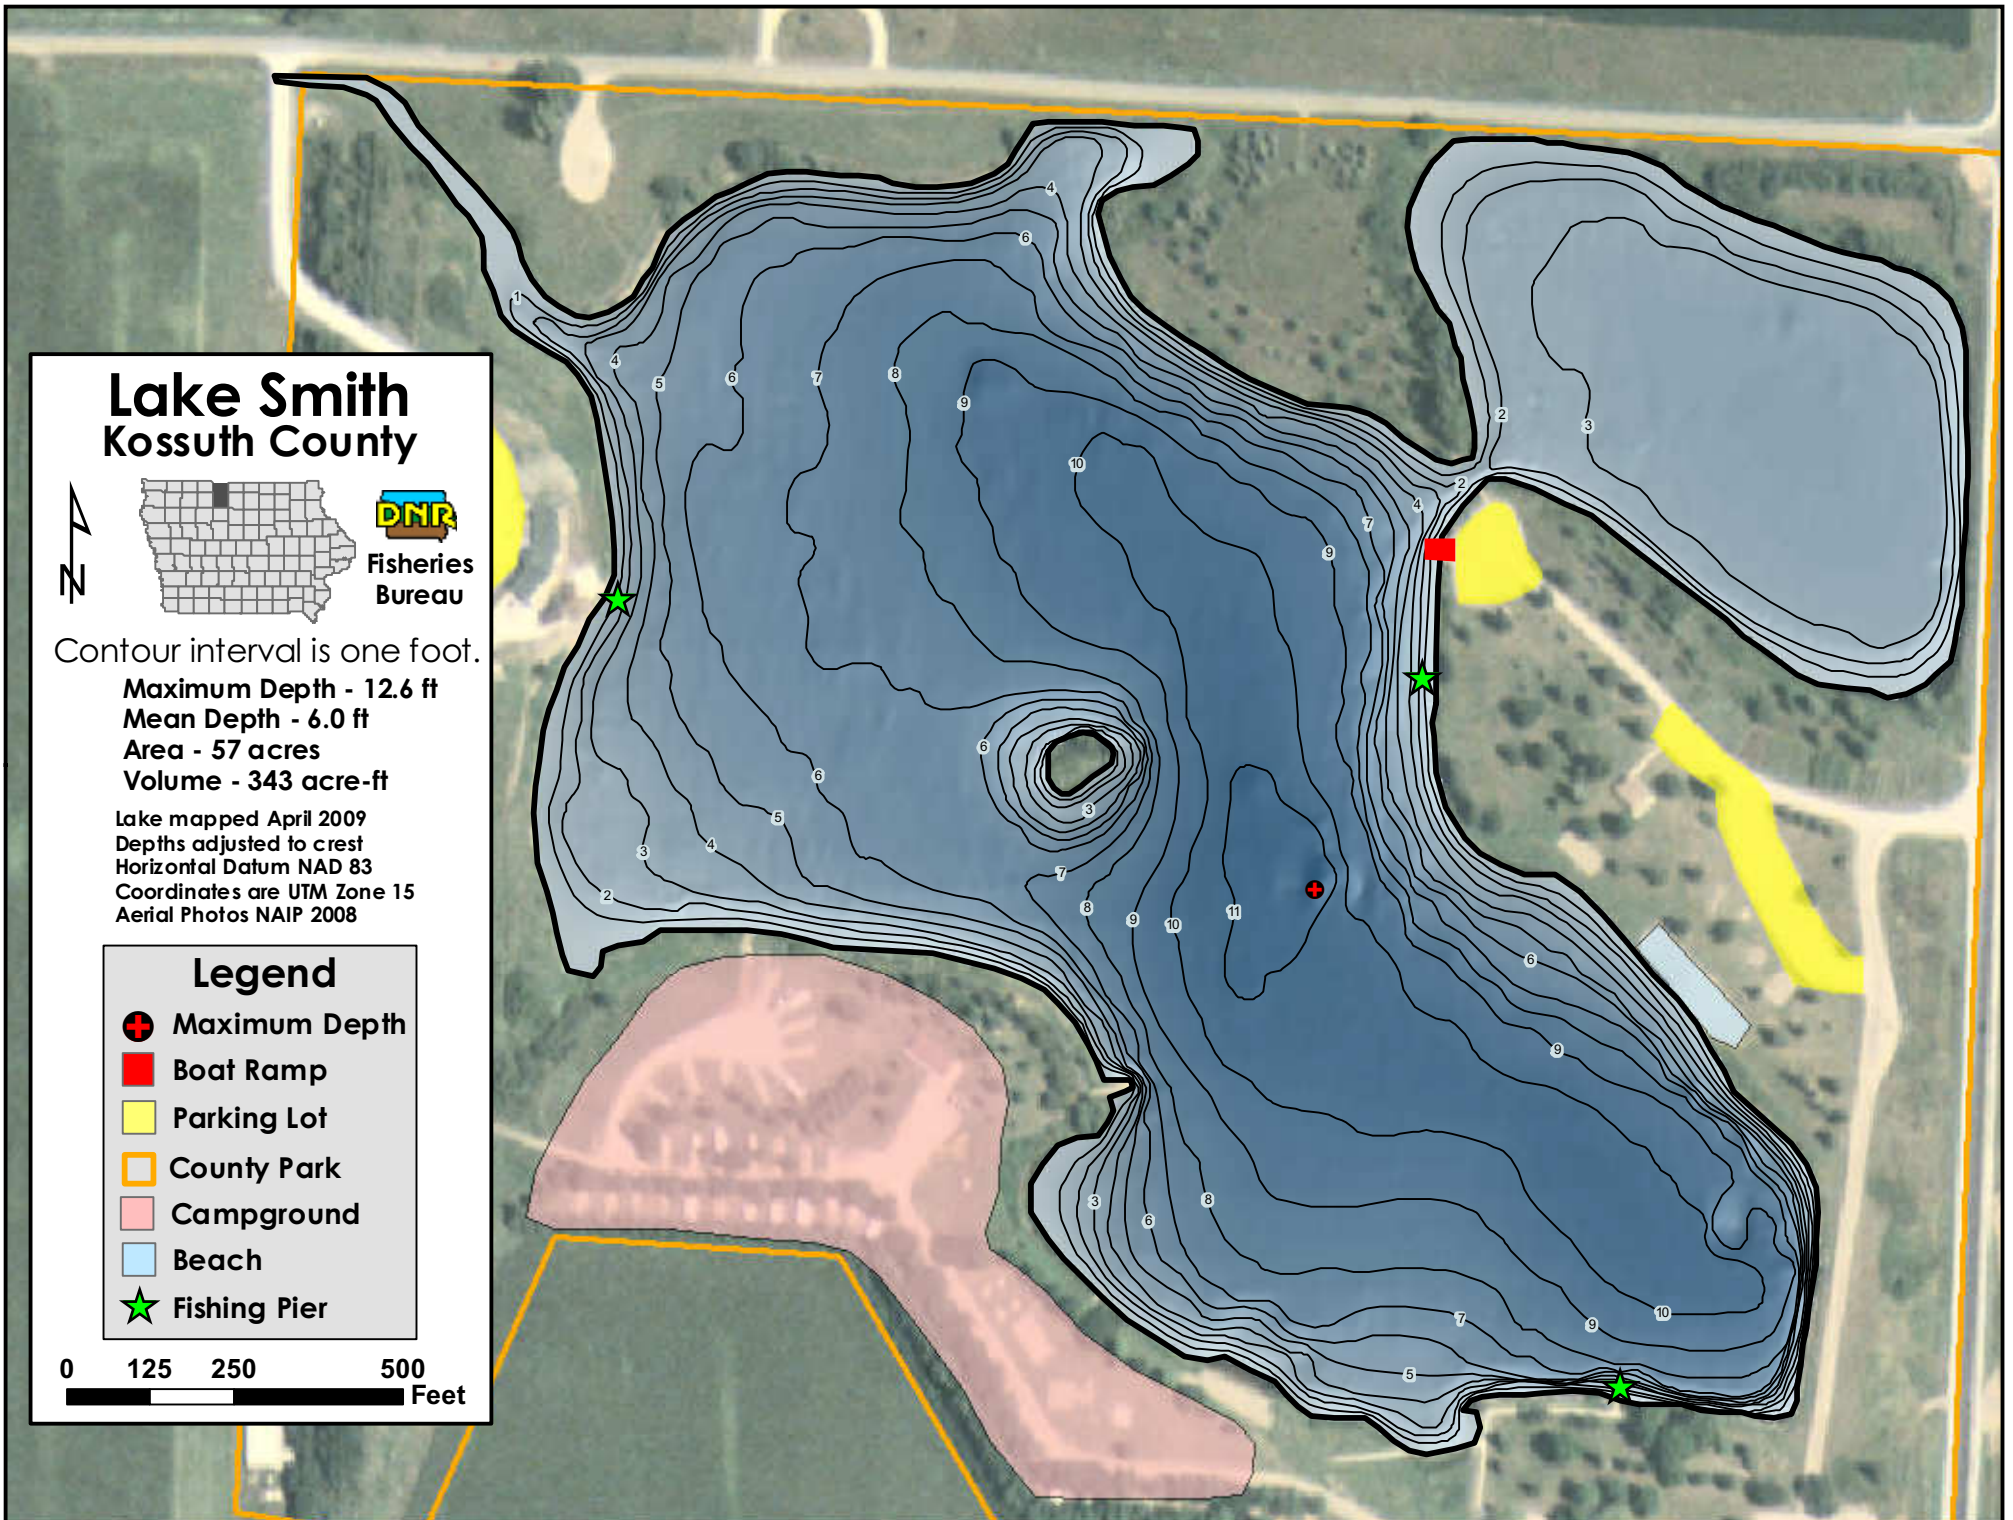 Lake Smith
Kossuth County
N
DNR
Fisheries
Bureau
Contour interval is one foot.
Maximum Depth - 12.6 ft
Mean Depth - 6.0 ft
Area - 57 acres
Volume - 343 acre-ft
Lake mapped April 2009
Depths adjusted to crest
Horizontal Datum NAD 83
Coordinates are UTM Zone 15
Aerial Photos NAIP 2008
Legend
Maximum Depth
Boat Ramp
Parking Lot
County Park
Campground
Beach
Fishing Pier
0 125 250 500
Feet
4
6
1
4
5
6
7
8
9
10
2
3
2
4
7
9
6
6
3
5
4
3
2
7
8
9
10
11
6
9
3
6
8
7
9
10
5